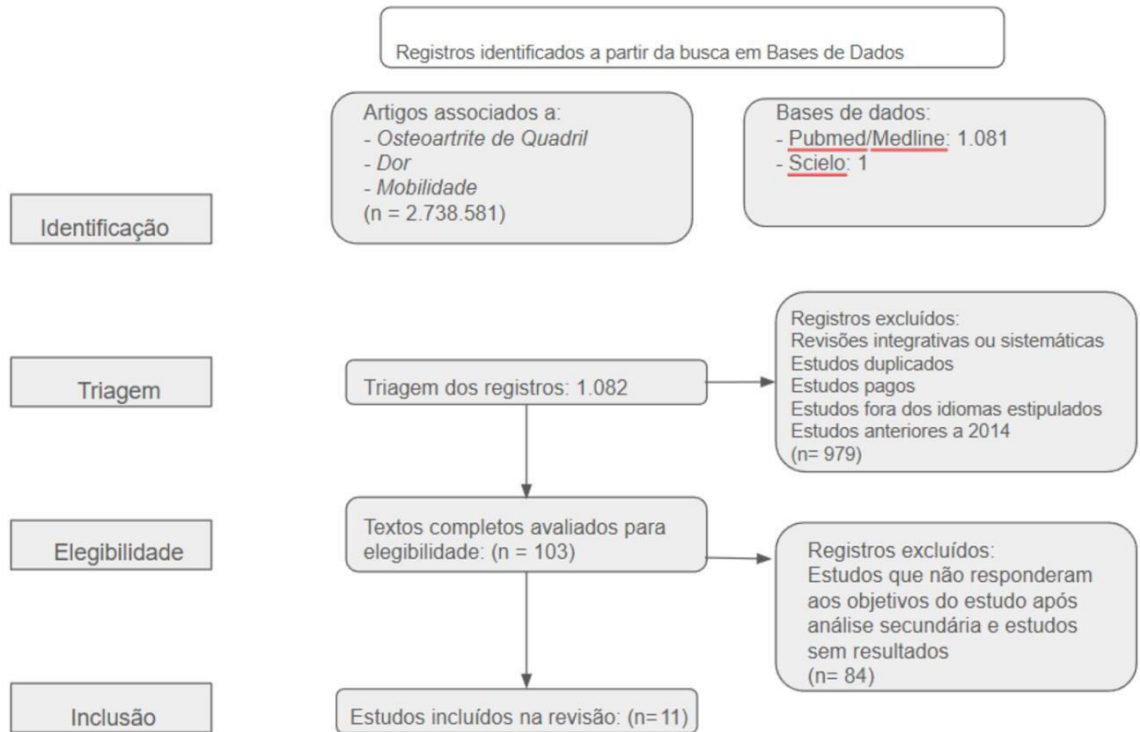 Registros identificados a partir da busca em Bases de Dados
Artigos associados a:
- Osteoartrite de Quadril
- Dor
- Mobilidade
(n = 2.738.581)
Bases de dados:
- Pubmed/Medline: 1.081
- Scielo: 1
Identificação
Triagem
Triagem dos registros: 1.082
Registros excluídos:
Revisões integrativas ou sistemáticas
Estudos duplicados
Estudos pagos
Estudos fora dos idiomas estipulados
Estudos anteriores a 2014
(n= 979)
Elegibilidade
Textos completos avaliados para
elegibilidade: (n = 103)
Registros excluídos:
Estudos que não responderam
aos objetivos do estudo após
análise secundária e estudos
sem resultados
(n= 84)
Inclusão
Estudos incluídos na revisão: (n= 11)